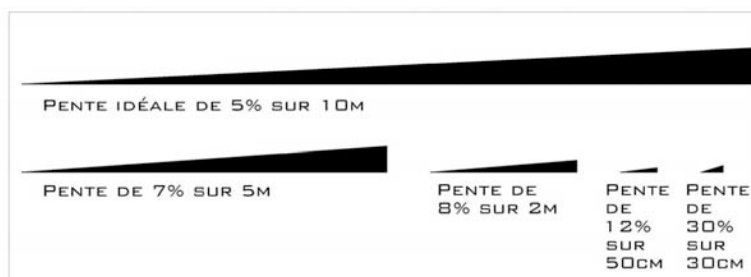 PENTE IDÉALE DE 5% SUR 10M
PENTE DE 7% SUR 5M
PENTE DE
8% SUR 2M
PENTE
DE
12%
SUR
50CM
PENTE
DE
30%
SUR
30CM